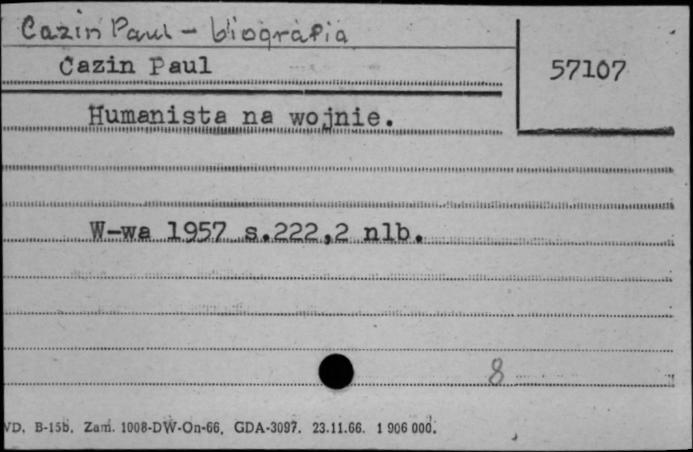 Cazin Paul - biografia
Cazin Paul
57107
Humanista na wojnie.
W-wa 1957 s.222,2 nlb.
8
VD, B-15b. Zam. 1008-DW-On-66, GDA-3097. 23.11.66. 1 906 000.